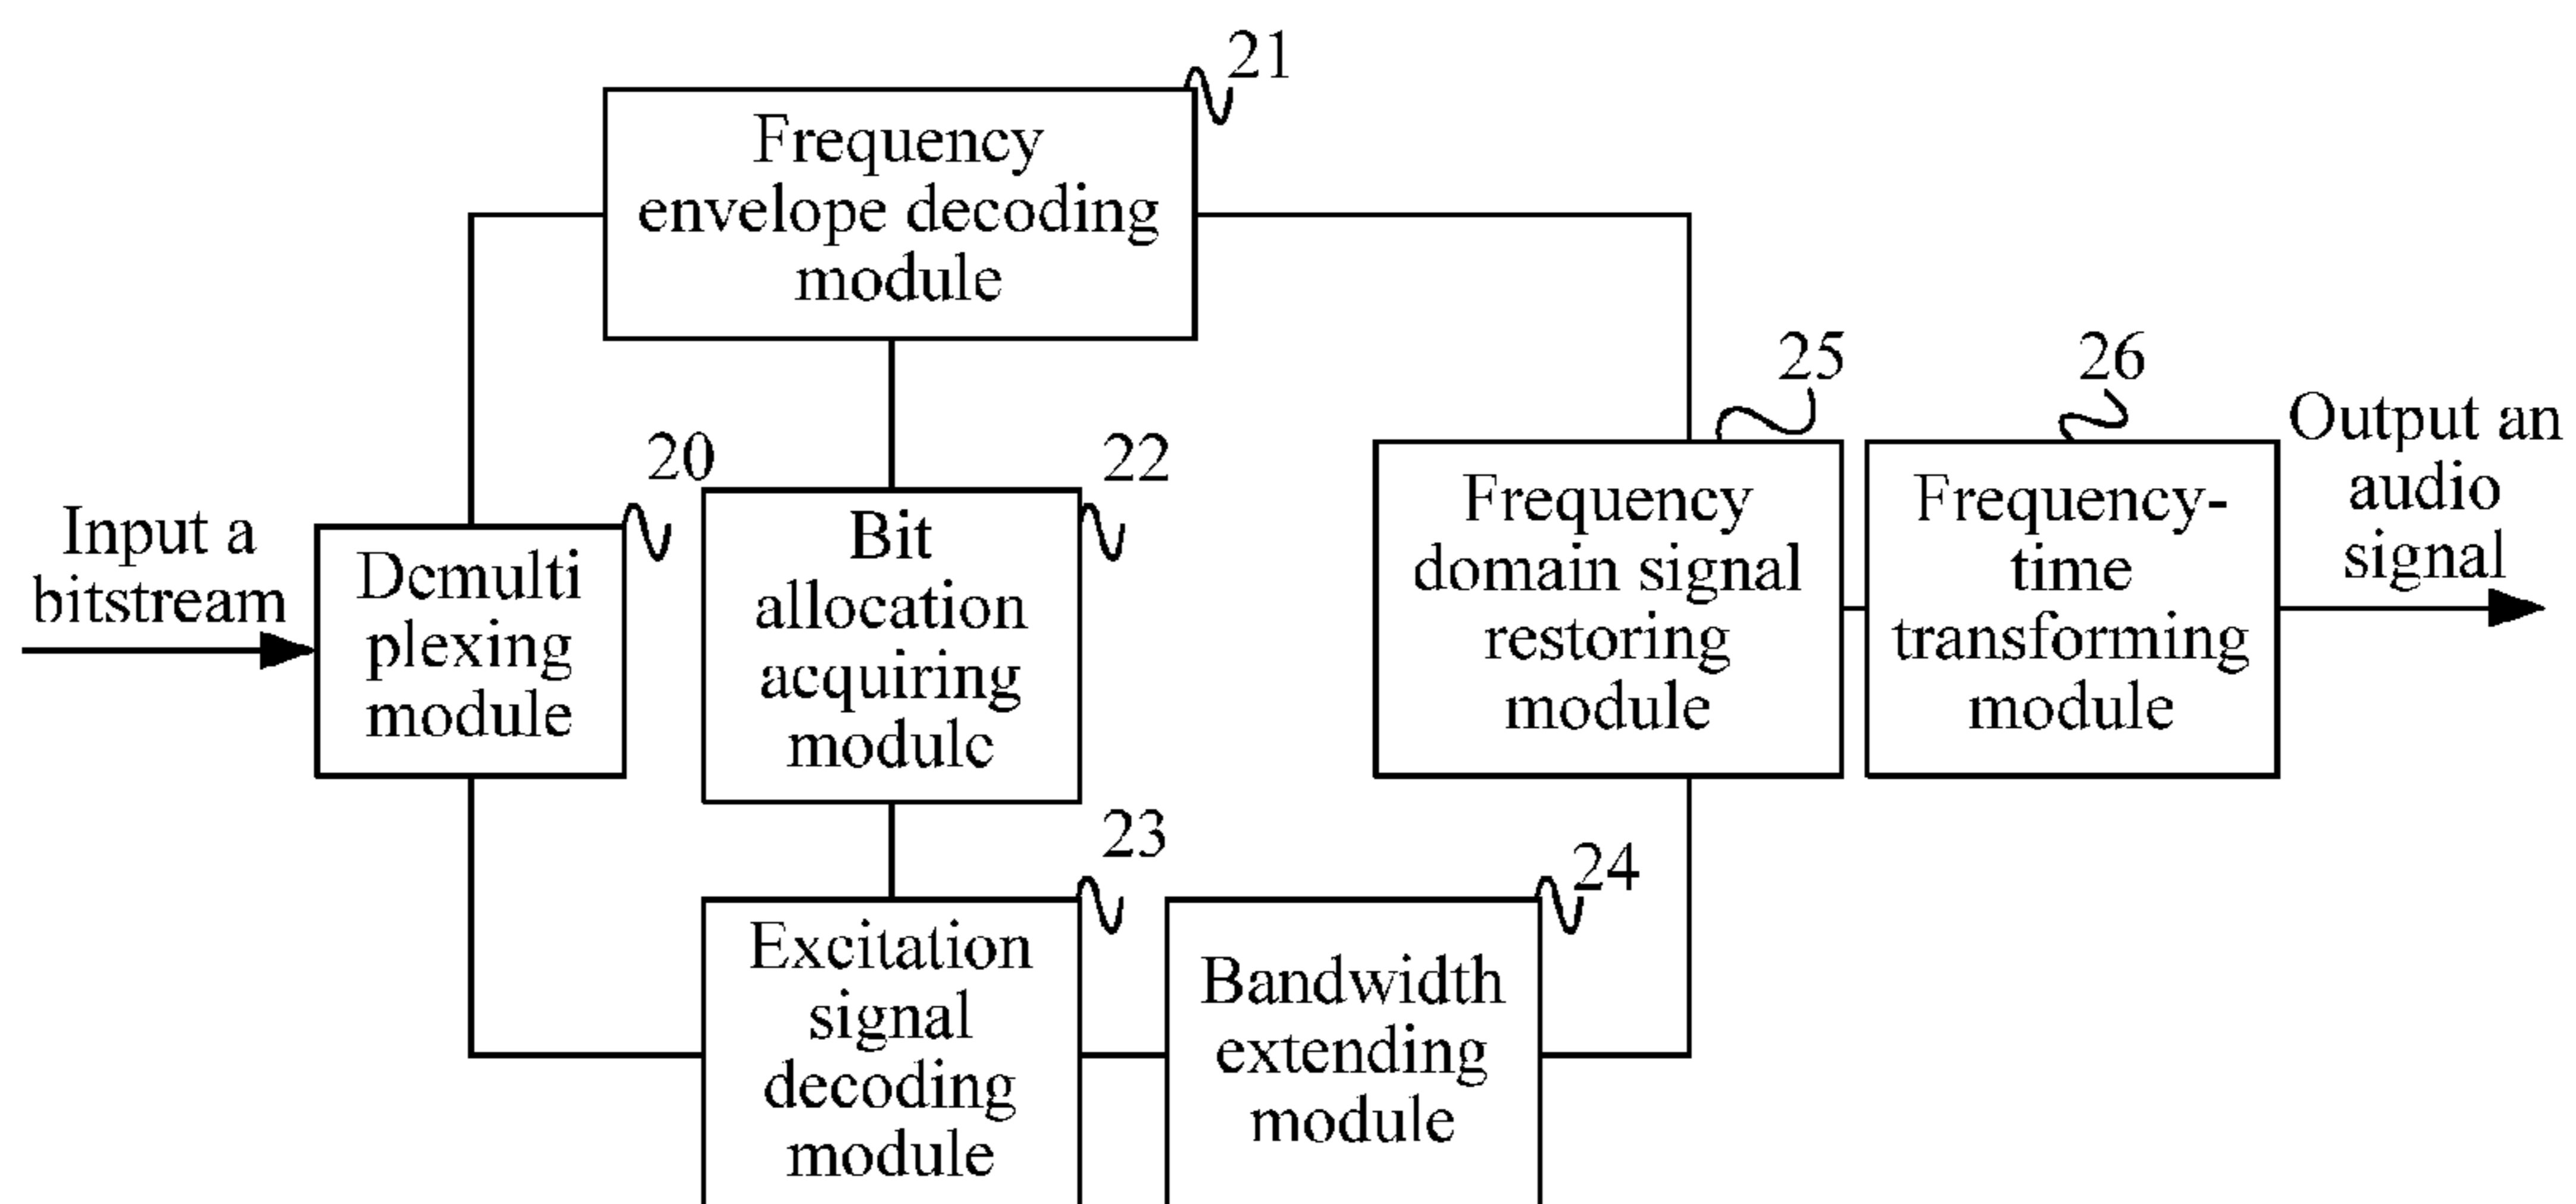 21
Frequency
envelope decoding
module
20
22
25
26
Input a
bitstream
Dcmulti
plexing
module
Bit
allocation
acquiring
modulc
Frequency
domain signal
restoring
module
Frequency-
time
transforming
module
Output an
audio
signal
23
24
Excitation
signal
decoding
module
Bandwidth
extending
module